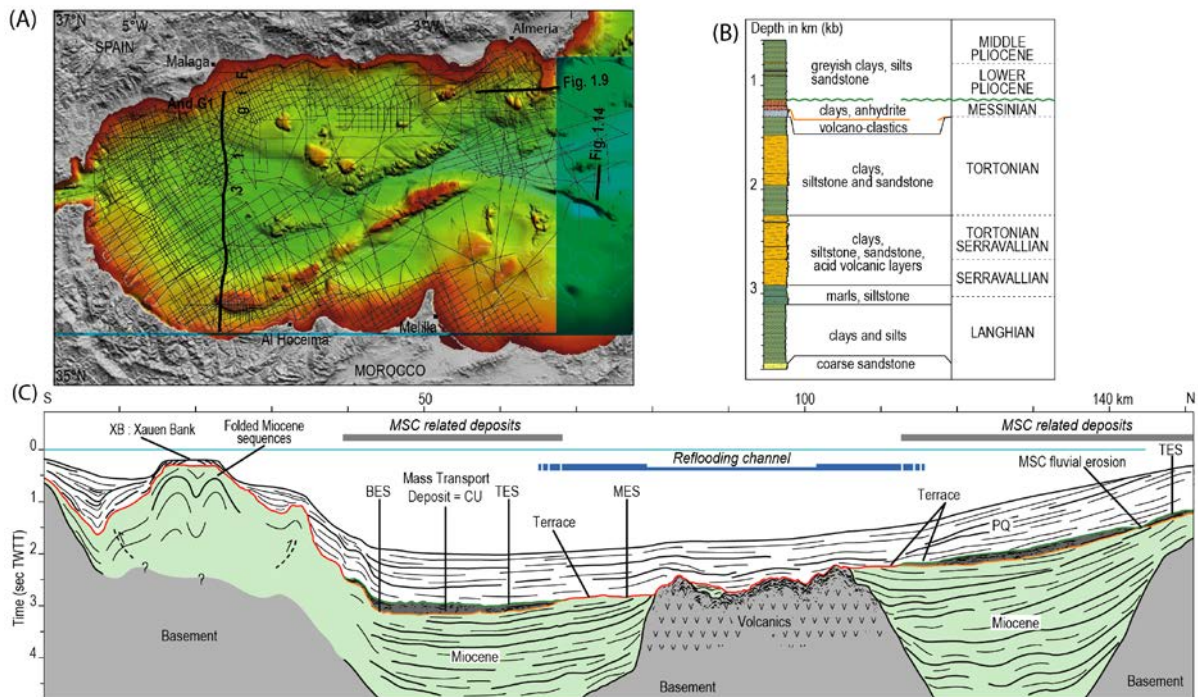 (A)
37°N
5°W
3°W
SPAIN
Malaga
Almeria
And G1
Fig. 1.9
Fig. 1.14
Fig. 1.3
Al Hoceima
Melilla
MOROCCO
35°N
(B)
Depth in km (kb)
1
2
3
greyish clays, silts
sandstone
clays, anhydrite
volcano-clastics
clays,
siltstone and sandstone
clays,
siltstone, sandstone,
acid volcanic layers
marls, siltstone
clays and silts
coarse sandstone
MIDDLE
PLIOCENE
LOWER
PLIOCENE
MESSINIAN
TORTONIAN
TORTONIAN
SERRAVALLIAN
SERRAVALLIAN
LANGHIAN
(C)
S
50
100
140 km
N
XB : Xauen Bank
Folded Miocene
sequences
MSC related deposits
MSC related deposits
Reflooding channel
BES
Mass Transport
Deposit = CU
TES
Terrace
MES
Terrace
MSC fluvial erosion
TES
PQ
0
1
2
3
4
Time (sec TWTT)
?
?
?
Basement
Miocene
Volcanics
Basement
Miocene
Basement